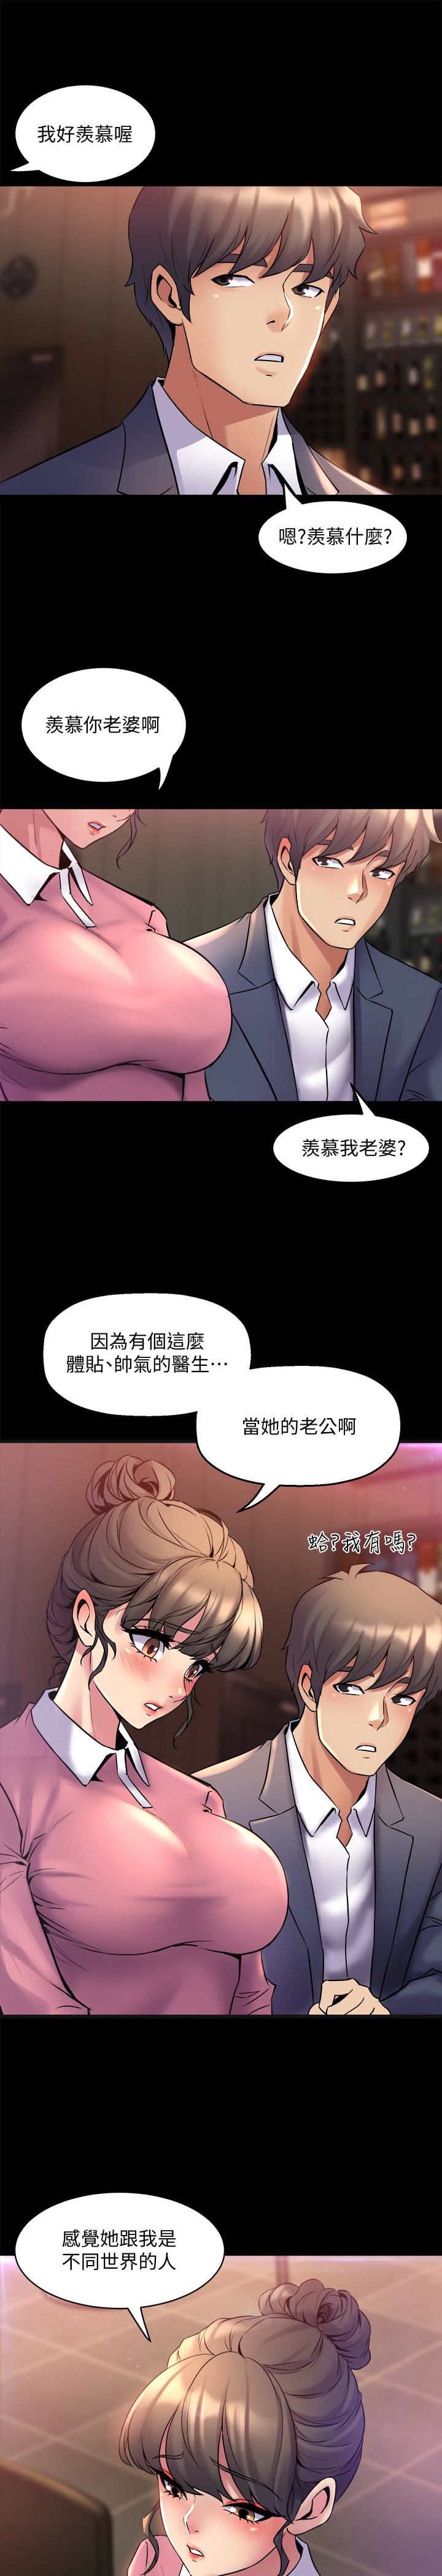 我好羨慕喔
嗯?羨慕什麼?
羨慕你老婆啊
羨慕我老婆?
因為有個這麼
體貼、帥氣的醫生…
當她的老公啊
蛤?我有嗎?
感覺她跟我是
不同世界的人